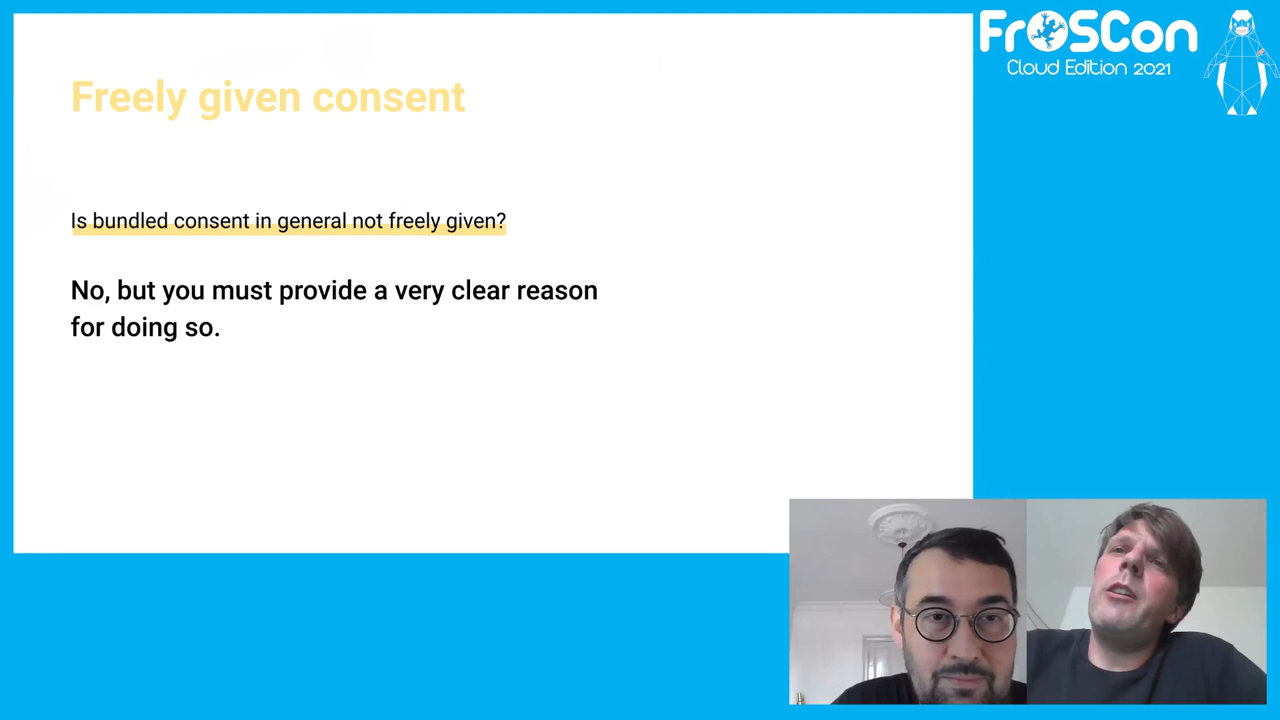 Freely given consent
Is bundled consent in general not freely given?
No, but you must provide a very clear reason
for doing so.
FrOSCon
Cloud Edition 2021